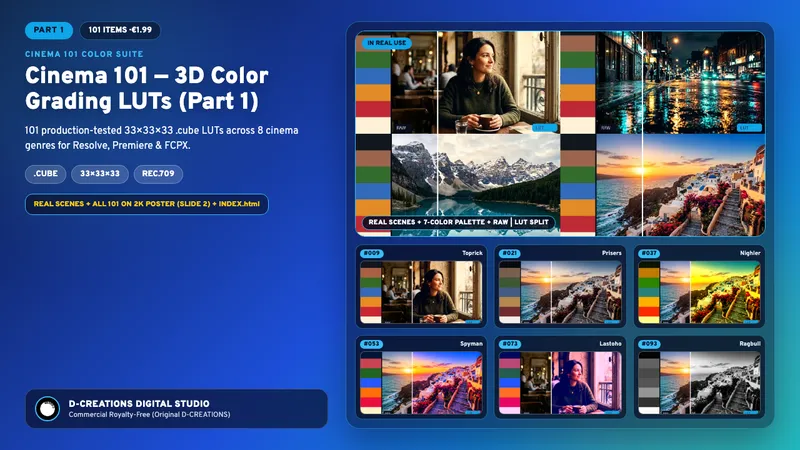 PART 1
101 ITEMS -€1.99
CINEMA 101 COLOR SUITE
Cinema 101 – 3D Color
Grading LUTs (Part 1)
101 production-tested 33×33×33 .cube LUTs across 8 cinema
genres for Resolve, Premiere & FCPX.
.CUBE
33×33×33
REC.709
REAL SCENES + ALL 101 ON 2K POSTER (SLIDE 2) + INDEX.html
D-CREATIONS DIGITAL STUDIO
Commercial Royalty-Free (Original D-CREATIONS)
IN REAL USE
RAW
LUT
RAW
LUT
REAL SCENES + 7-COLOR PALETTE + RAW | LUT SPLIT
#009
Toprick
#021
Prisers
#037
Nighier
#053
Spyman
#073
Lastoho
#093
Ragbull